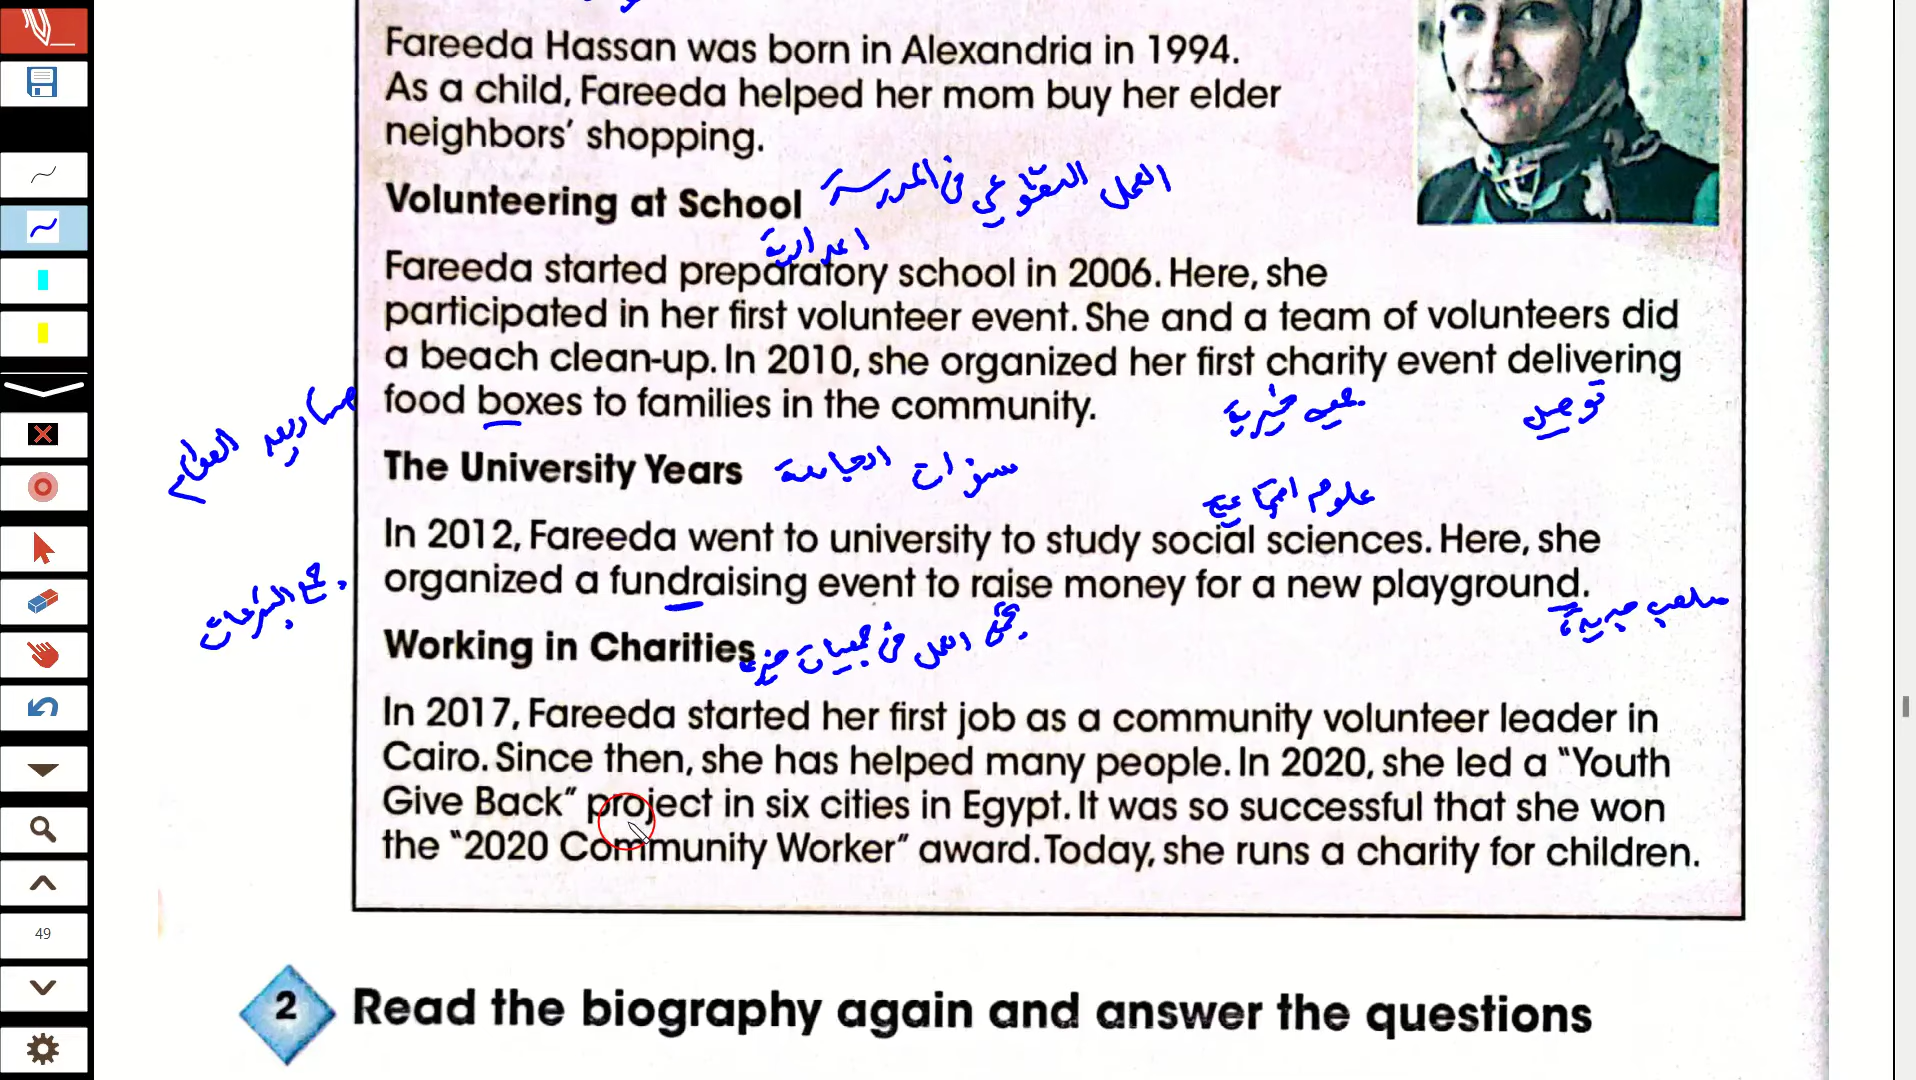 Fareeda Hassan was born in Alexandria in 1994.
As a child, Fareeda helped her mom buy her elder
neighbors’ shopping.
Volunteering at School العمل التطوعي في المدرسة
اعدادية
Fareeda started preparatory school in 2006. Here, she
participated in her first volunteer event. She and a team of volunteers did
a beach clean-up. In 2010, she organized her first charity event delivering
food boxes to families in the community.
خيرية توصيل
صناديق الطعام
The University Years سنوات الجامعة
علوم اجتماعية
In 2012, Fareeda went to university to study social sciences. Here, she
organized a fundraising event to raise money for a new playground.
جمع التبرعات
ملعب
Working in Charities العمل في جمعيات
In 2017, Fareeda started her first job as a community volunteer leader in
Cairo. Since then, she has helped many people. In 2020, she led a “Youth
Give Back” project in six cities in Egypt. It was so successful that she won
the “2020 Community Worker” award. Today, she runs a charity for children.
2 Read the biography again and answer the questions
49